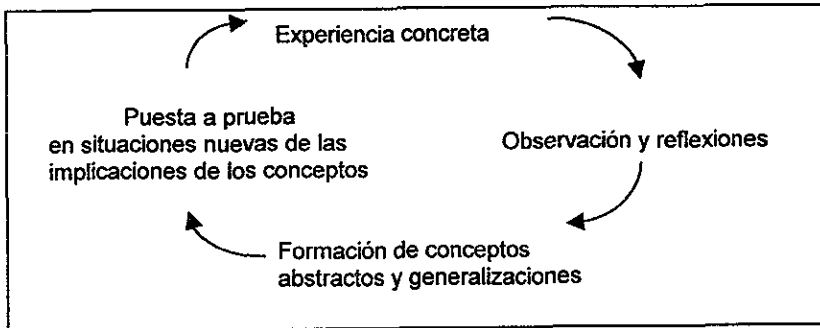 Experiencia concreta
Observación y reflexiones
Formación de conceptos
abstractos y generalizaciones
Puesta a prueba
en situaciones nuevas de las
implicaciones de los conceptos